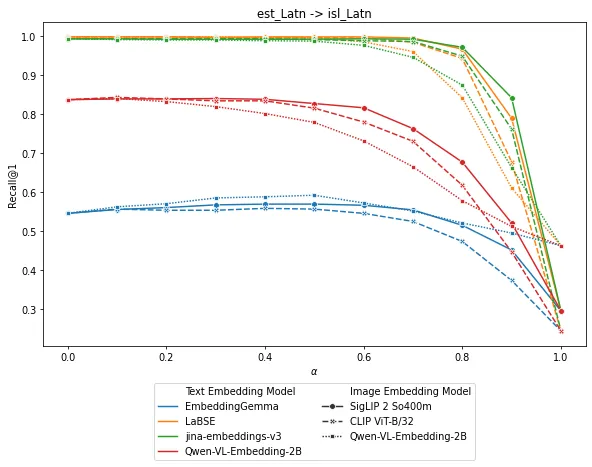 est_Latn -> isl_Latn
Recall@1
1.0
0.9
0.8
0.7
0.6
0.5
0.4
0.3
0.0 0.2 0.4 0.6 0.8 1.0
α
Text Embedding Model
EmbeddingGemma
LaBSE
jina-embeddings-v3
Qwen-VL-Embedding-2B
Image Embedding Model
SigLIP 2 So400m
CLIP ViT-B/32
Qwen-VL-Embedding-2B